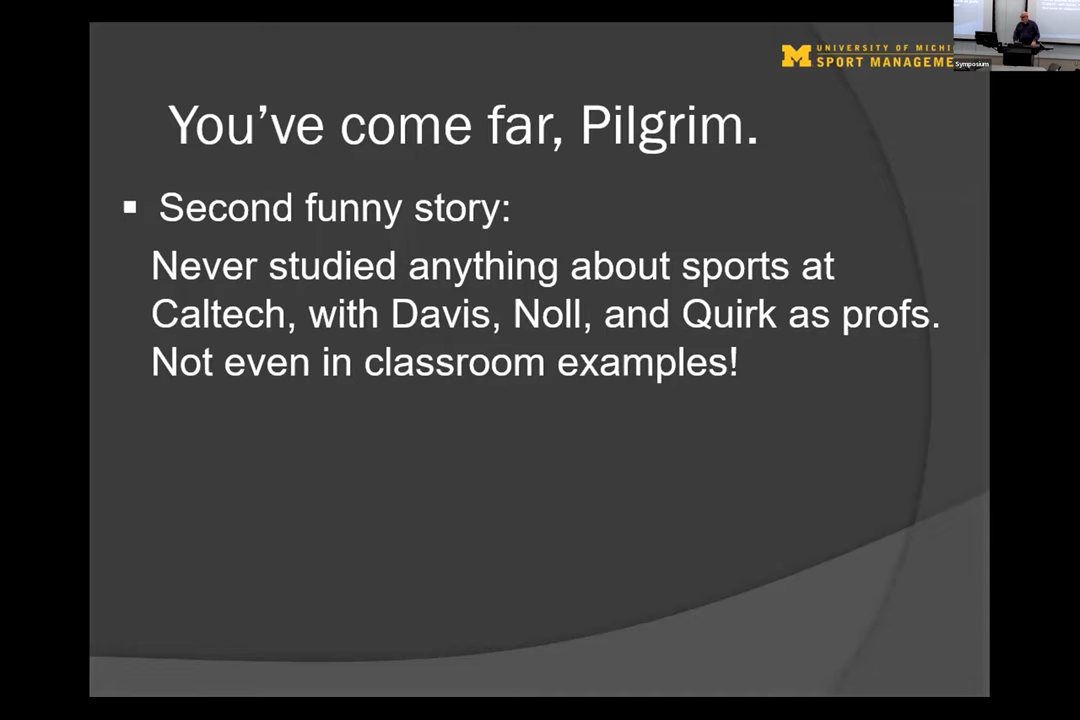 UNIVERSITY OF MICHI
M SPORT MANAGEME
Symposium
You've come far, Pilgrim.
▪ Second funny story:
Never studied anything about sports at
Caltech, with Davis, Noll, and Quirk as profs.
Not even in classroom examples!